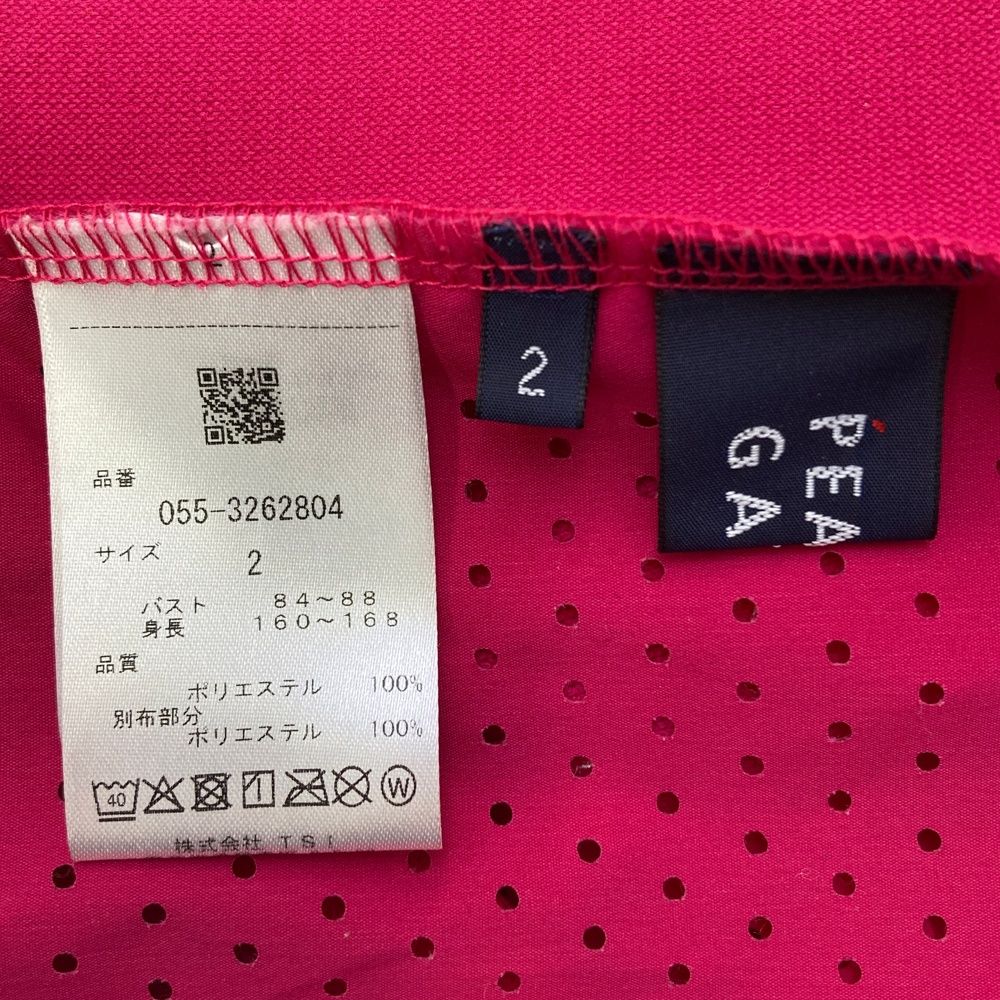 品番
055-3262804
サイズ
2
バスト 84〜88
身長 160〜168
品質
ポリエステル 100%
別布部分
ポリエステル 100%
40
W
株式会社 TSI
2
PEA
GA